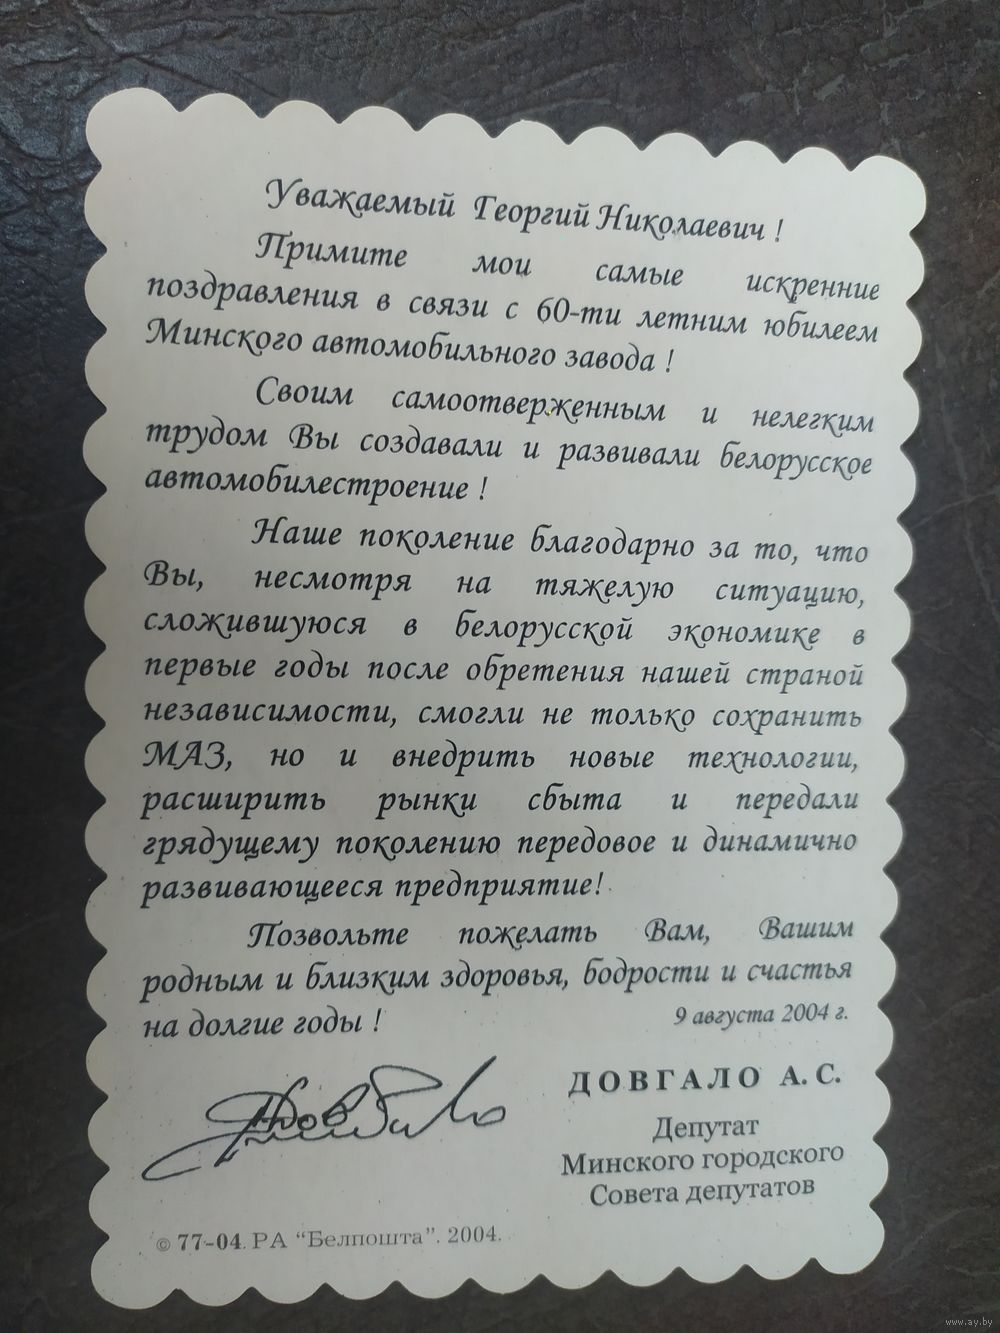 Уважаемый Георгий Николаевич !
Примите мои самые искренние
поздравления в связи с 60-ти летним юбилеем
Минского автомобильного завода !
Своим самоотверженным и нелегким
трудом Вы создавали и развивали белорусское
автомобилестроение !
Наше поколение благодарно за то, что
Вы, несмотря на тяжелую ситуацию,
сложившуюся в белорусской экономике в
первые годы после обретения нашей страной
независимости, смогли не только сохранить
МАЗ, но и внедрить новые технологии,
расширить рынки сбыта и передали
грядущему поколению передовое и динамично
развивающееся предприятие!
Позвольте пожелать Вам, Вашим
родным и близким здоровья, бодрости и счастья
на долгие годы !
9 августа 2004 г.
ДОВГАЛО А. С.
Депутат
Минского городского
Совета депутатов
© 77-04. РА “Белпошта”. 2004.
www.ay.by